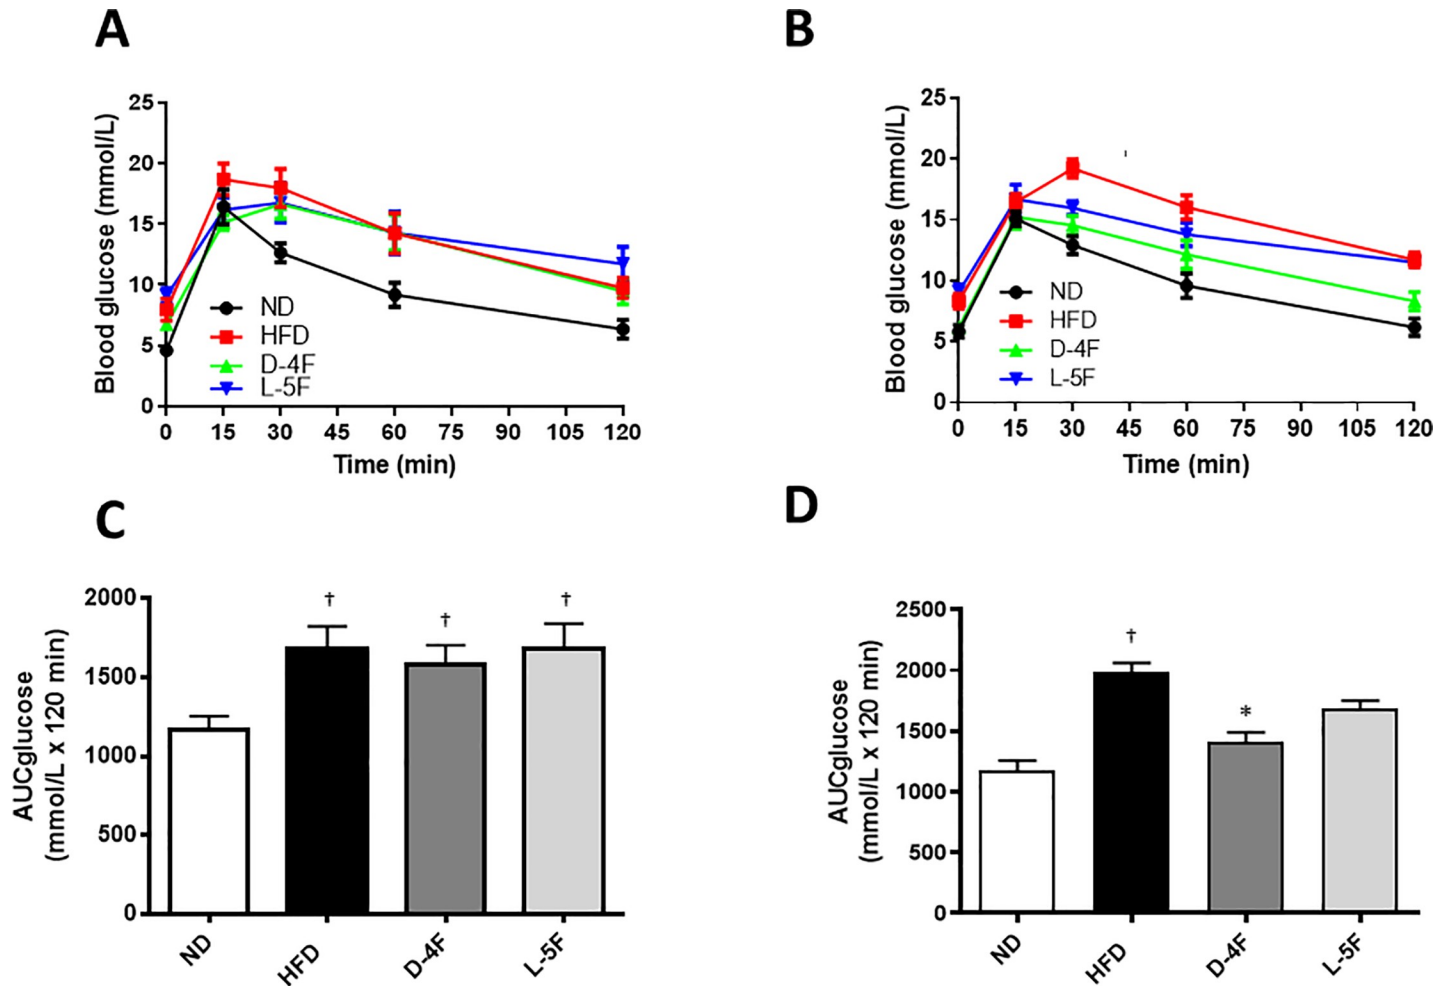 A
25
20
15
10
5
0
Blood glucose (mmol/L)
ND
HFD
D-4F
L-5F
0 15 30 45 60 75 90 105 120
Time (min)
B
25
20
15
10
5
0
Blood glucose (mmol/L)
ND
HFD
D-4F
L-5F
0 15 30 45 60 75 90 105 120
Time (min)
C
2000
1500
1000
500
0
AUCglucose
(mmol/L x 120 min)
† † †
ND HFD D-4F L-5F
D
2500
2000
1500
1000
500
0
AUCglucose
(mmol/L x 120 min)
† *
ND HFD D-4F L-5F